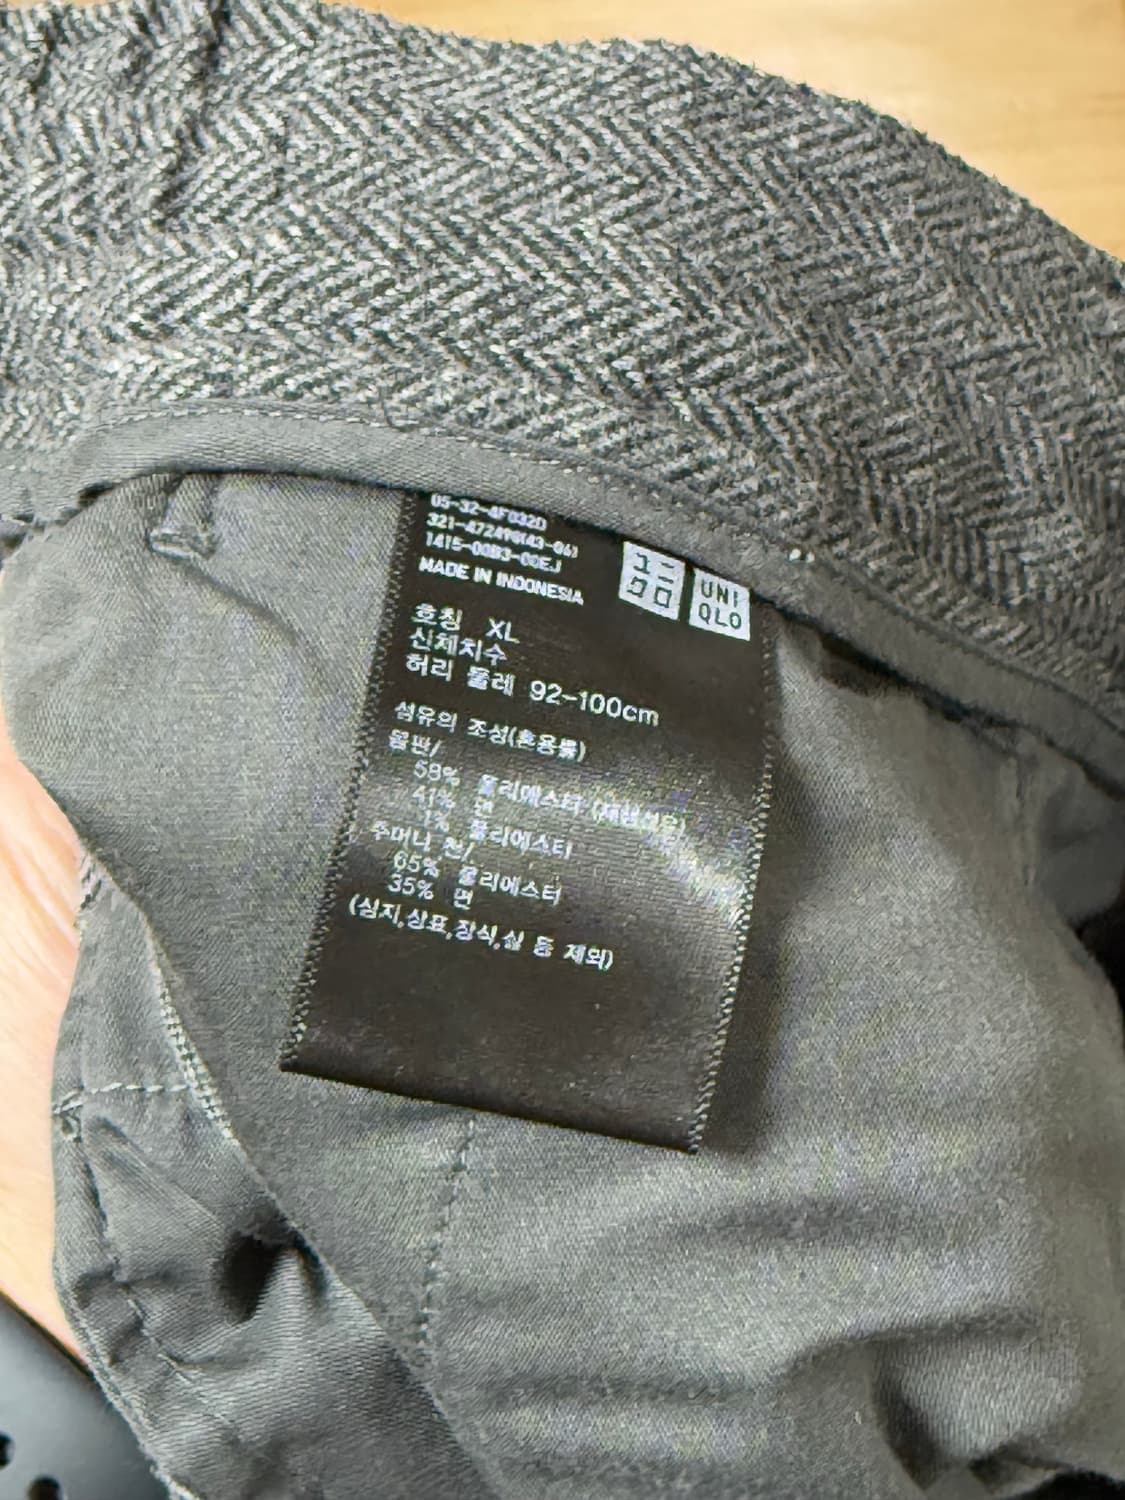 05-32-4F032D
321-472490(43-06)
1415-00B3-00EJ
MADE IN INDONESIA
ユニ
クロ
UNI
QLO
호칭 XL
신체치수
허리 둘레 92-100cm
섬유의 조성(혼용률)
몸판/
58% 폴리에스터
41% 면
1% 폴리에스터
주머니 천/
65% 폴리에스터
35% 면
(심지,상표,장식,실 등 제외)